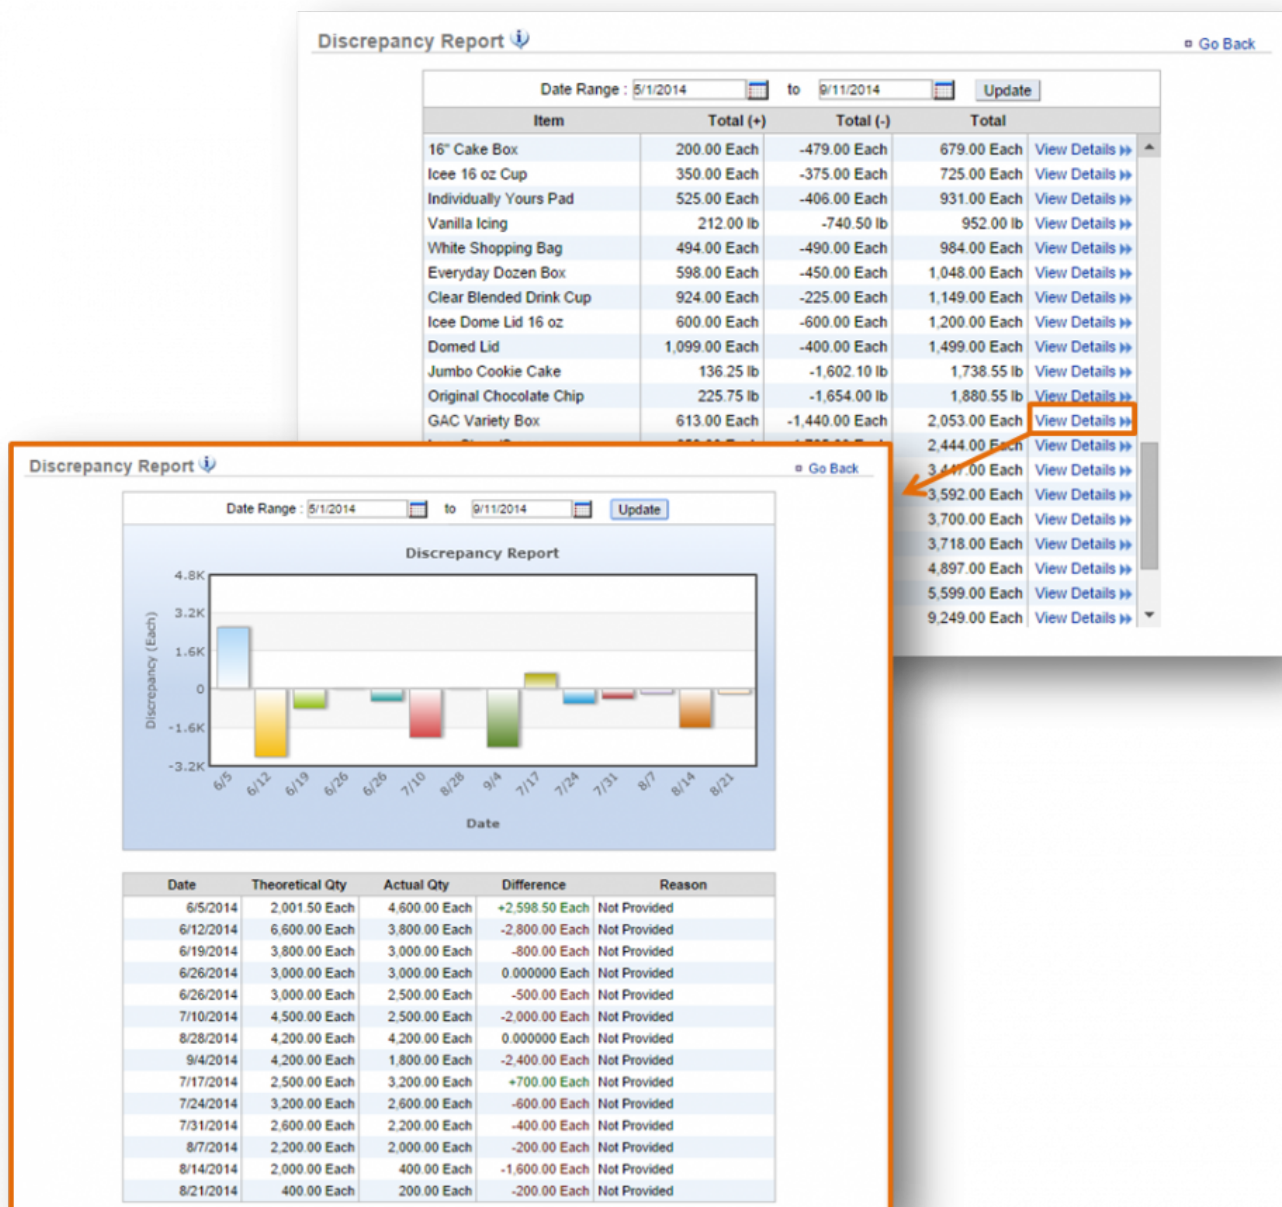 Discrepancy Report
Go Back
Date Range : 5/1/2014 to 9/11/2014 Update
Item Total (+) Total (-) Total
16" Cake Box 200.00 Each -479.00 Each 679.00 Each View Details
Icee 16 oz Cup 350.00 Each -375.00 Each 725.00 Each View Details
Individually Yours Pad 525.00 Each -406.00 Each 931.00 Each View Details
Vanilla Icing 212.00 lb -740.50 lb 952.00 lb View Details
White Shopping Bag 494.00 Each -490.00 Each 984.00 Each View Details
Everyday Dozen Box 598.00 Each -450.00 Each 1,048.00 Each View Details
Clear Blended Drink Cup 924.00 Each -225.00 Each 1,149.00 Each View Details
Icee Dome Lid 16 oz 600.00 Each -600.00 Each 1,200.00 Each View Details
Domed Lid 1,099.00 Each -400.00 Each 1,499.00 Each View Details
Jumbo Cookie Cake 136.25 lb -1,602.10 lb 1,738.55 lb View Details
Original Chocolate Chip 225.75 lb -1,654.00 lb 1,880.55 lb View Details
GAC Variety Box 613.00 Each -1,440.00 Each 2,053.00 Each View Details
2,444.00 Each View Details
3,447.00 Each View Details
3,592.00 Each View Details
3,700.00 Each View Details
3,718.00 Each View Details
4,897.00 Each View Details
5,599.00 Each View Details
9,249.00 Each View Details
Discrepancy Report
Go Back
Date Range : 5/1/2014 to 9/11/2014 Update
Discrepancy Report
Discrepancy (Each)
4.8K
3.2K
1.6K
0
-1.6K
-3.2K
6/5 6/12 6/19 6/26 6/26 7/10 8/28 9/4 7/17 7/24 7/31 8/7 8/14 8/21
Date
Date Theoretical Qty Actual Qty Difference Reason
6/5/2014 2,001.50 Each 4,600.00 Each +2,598.50 Each Not Provided
6/12/2014 6,600.00 Each 3,800.00 Each -2,800.00 Each Not Provided
6/19/2014 3,800.00 Each 3,000.00 Each -800.00 Each Not Provided
6/26/2014 3,000.00 Each 3,000.00 Each 0.000000 Each Not Provided
6/26/2014 3,000.00 Each 2,500.00 Each -500.00 Each Not Provided
7/10/2014 4,500.00 Each 2,500.00 Each -2,000.00 Each Not Provided
8/28/2014 4,200.00 Each 4,200.00 Each 0.000000 Each Not Provided
9/4/2014 4,200.00 Each 1,800.00 Each -2,400.00 Each Not Provided
7/17/2014 2,500.00 Each 3,200.00 Each +700.00 Each Not Provided
7/24/2014 3,200.00 Each 2,600.00 Each -600.00 Each Not Provided
7/31/2014 2,600.00 Each 2,200.00 Each -400.00 Each Not Provided
8/7/2014 2,200.00 Each 2,000.00 Each -200.00 Each Not Provided
8/14/2014 2,000.00 Each 400.00 Each -1,600.00 Each Not Provided
8/21/2014 400.00 Each 200.00 Each -200.00 Each Not Provided